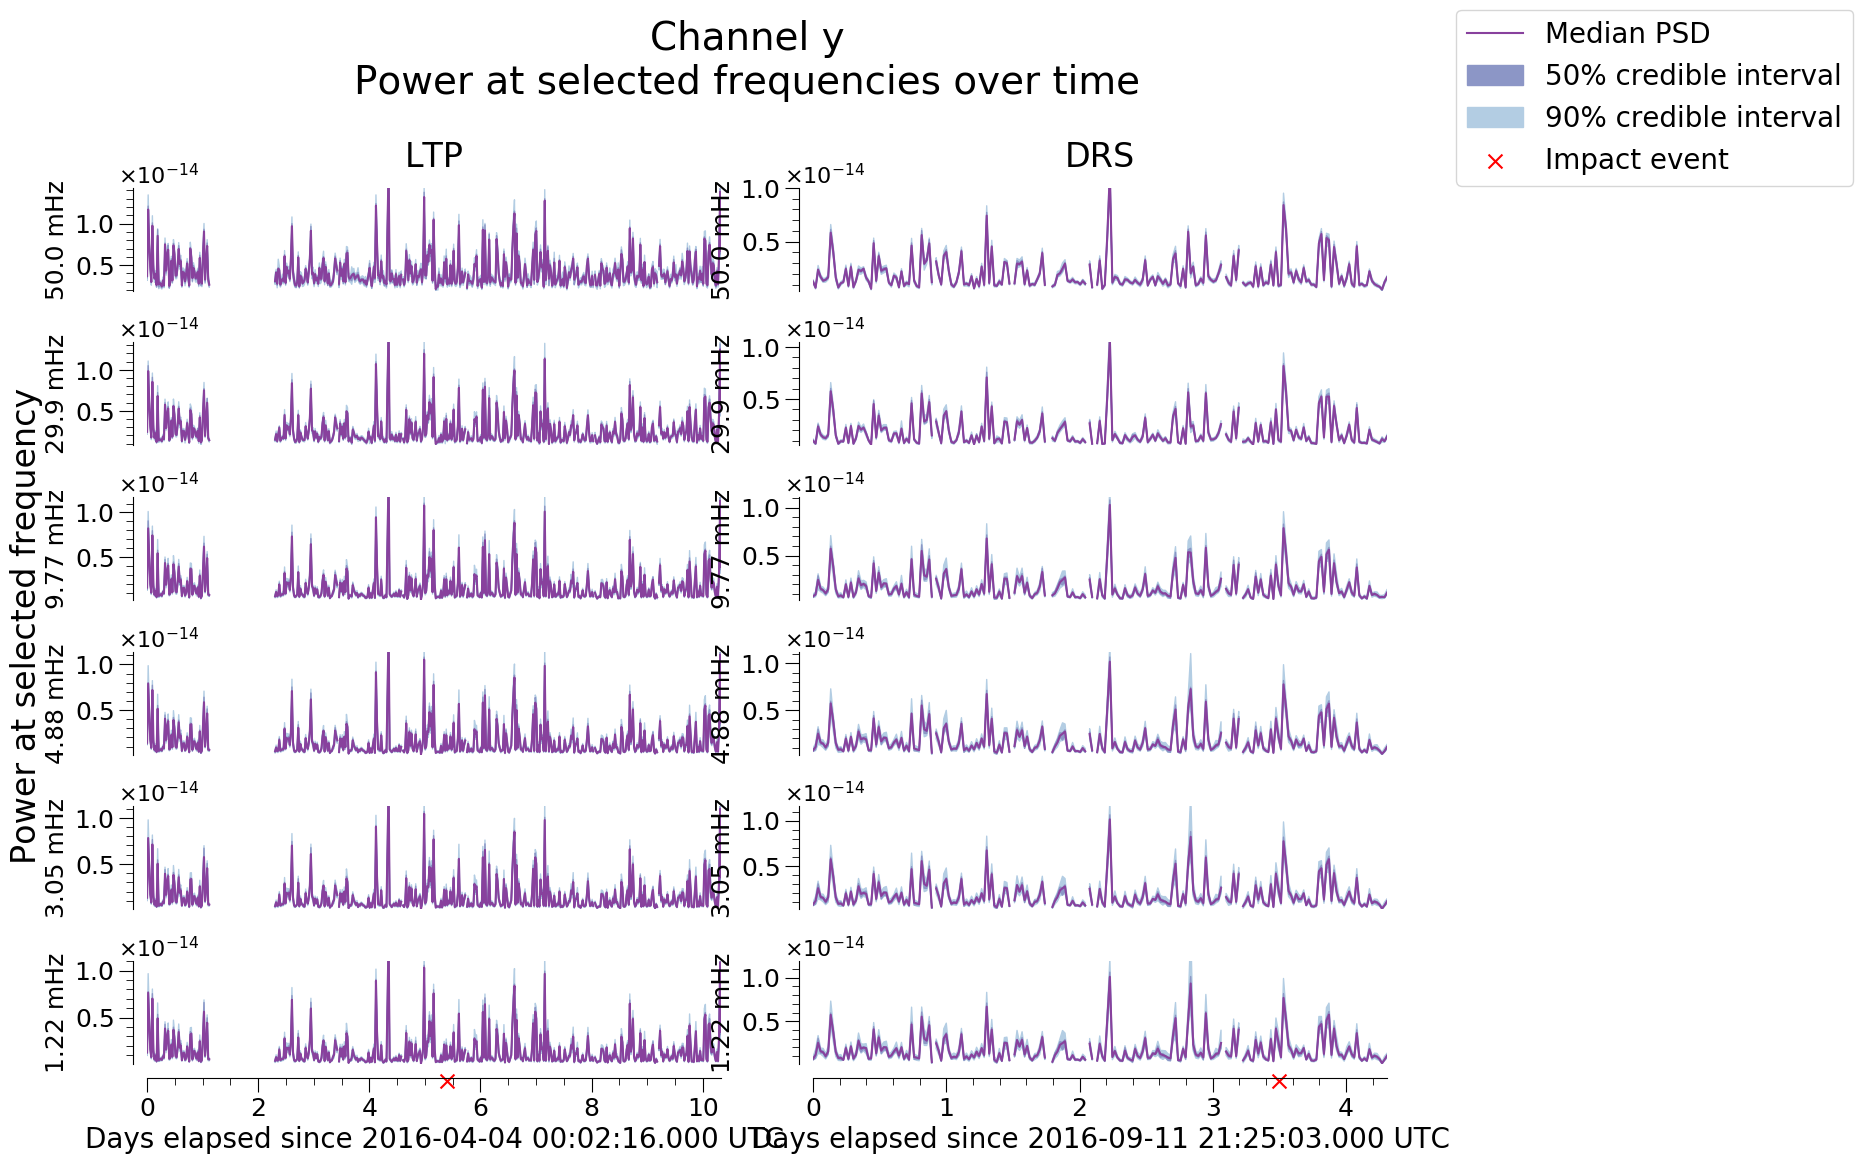 Channel y
Power at selected frequencies over time
Median PSD
50% credible interval
90% credible interval
Impact event
LTP
DRS
Power at selected frequency
×10⁻¹⁴
50.0 mHz
1.0
0.5
×10⁻¹⁴
50.0 mHz
1.0
0.5
×10⁻¹⁴
29.9 mHz
1.0
0.5
×10⁻¹⁴
29.9 mHz
1.0
0.5
×10⁻¹⁴
9.77 mHz
1.0
0.5
×10⁻¹⁴
9.77 mHz
1.0
0.5
×10⁻¹⁴
4.88 mHz
1.0
0.5
×10⁻¹⁴
4.88 mHz
1.0
0.5
×10⁻¹⁴
3.05 mHz
1.0
0.5
×10⁻¹⁴
3.05 mHz
1.0
0.5
×10⁻¹⁴
1.22 mHz
1.0
0.5
×10⁻¹⁴
1.22 mHz
1.0
0.5
0 2 4 6 8 10
Days elapsed since 2016-04-04 00:02:16.000 UTC
0 1 2 3 4
Days elapsed since 2016-09-11 21:25:03.000 UTC